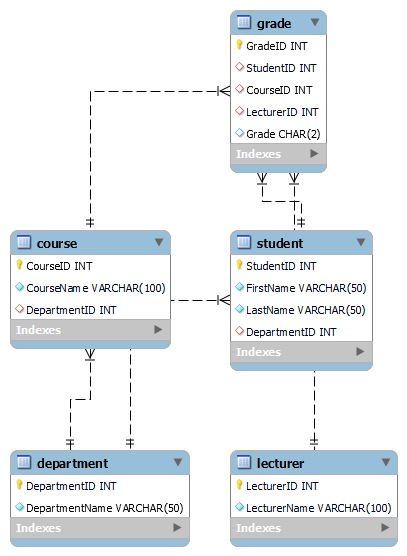 grade
GradeID INT
StudentID INT
CourseID INT
LecturerID INT
Grade CHAR(2)
Indexes
course
CourseID INT
CourseName VARCHAR(100)
DepartmentID INT
Indexes
student
StudentID INT
FirstName VARCHAR(50)
LastName VARCHAR(50)
DepartmentID INT
Indexes
department
DepartmentID INT
DepartmentName VARCHAR(50)
Indexes
lecturer
LecturerID INT
LecturerName VARCHAR(100)
Indexes